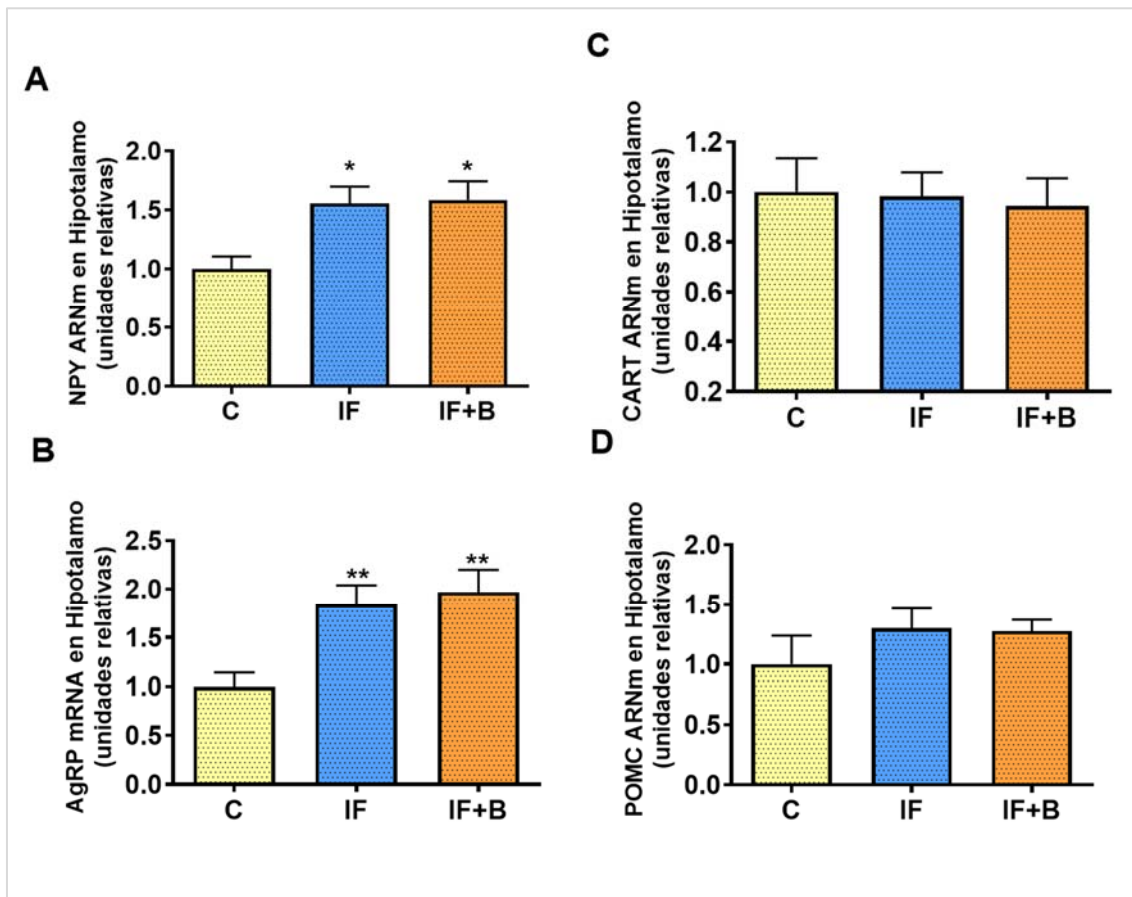 A
NPY ARNm en Hipotalamo
(unidades relativas)
2.0
1.5
1.0
0.5
0.0
*
*
C IF IF+B
B
AgRP mRNA en Hipotalamo
(unidades relativas)
2.5
2.0
1.5
1.0
0.5
0.0
**
**
C IF IF+B
C
CART ARNm en Hipotalamo
(unidades relativas)
1.2
1.0
0.8
0.6
0.4
0.2
C IF IF+B
D
POMC ARNm en Hipotalamo
(unidades relativas)
2.0
1.5
1.0
0.5
0.0
C IF IF+B